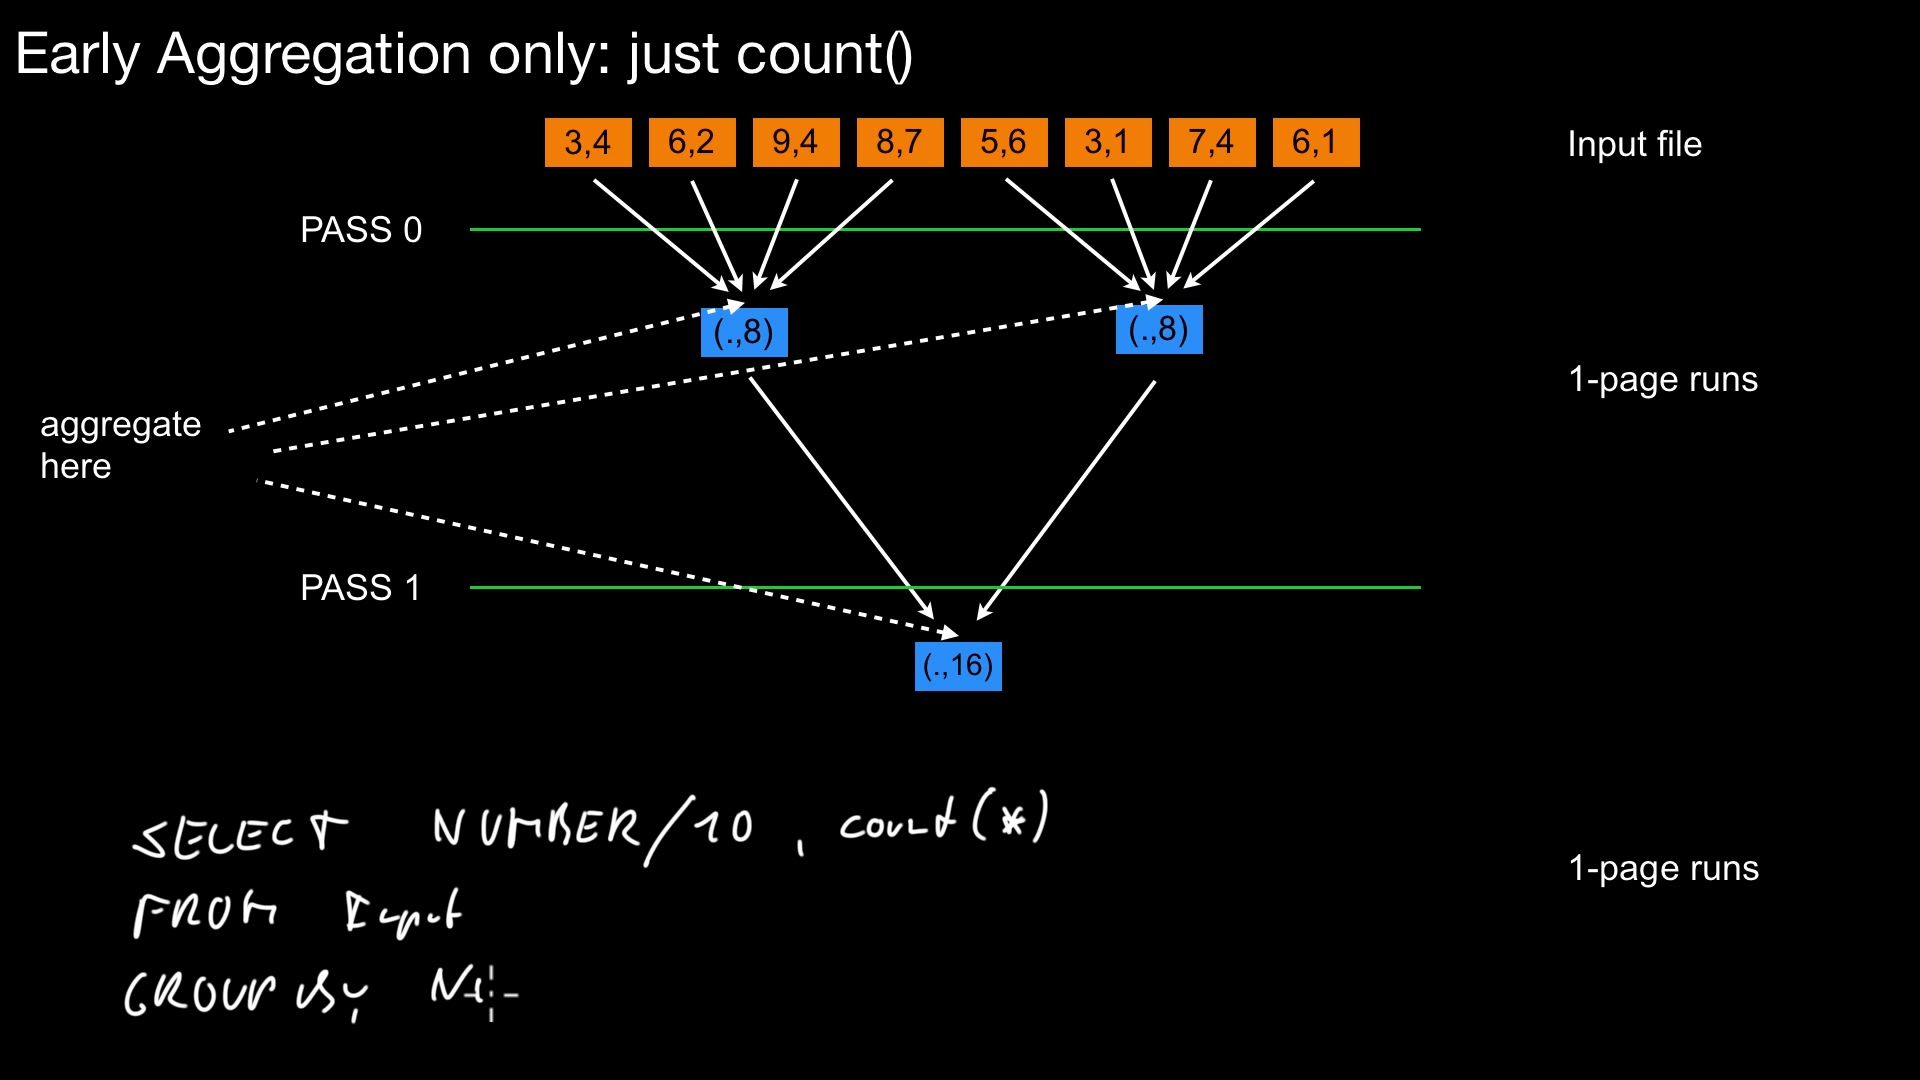 Early Aggregation only: just count()
3,4 6,2 9,4 8,7 5,6 3,1 7,4 6,1
Input file
PASS 0
(.,8) (.,8)
1-page runs
aggregate
here
PASS 1
(.,16)
SELECT NUMBER/10 , count(*)
1-page runs
FROM Input
GROUP By